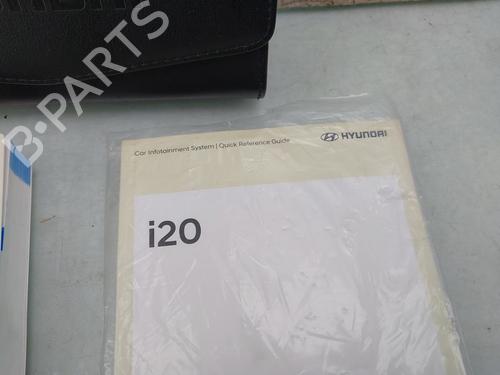 B-PARTS
Car Infotainment System | Quick Reference Guide
HYUNDAI
i20